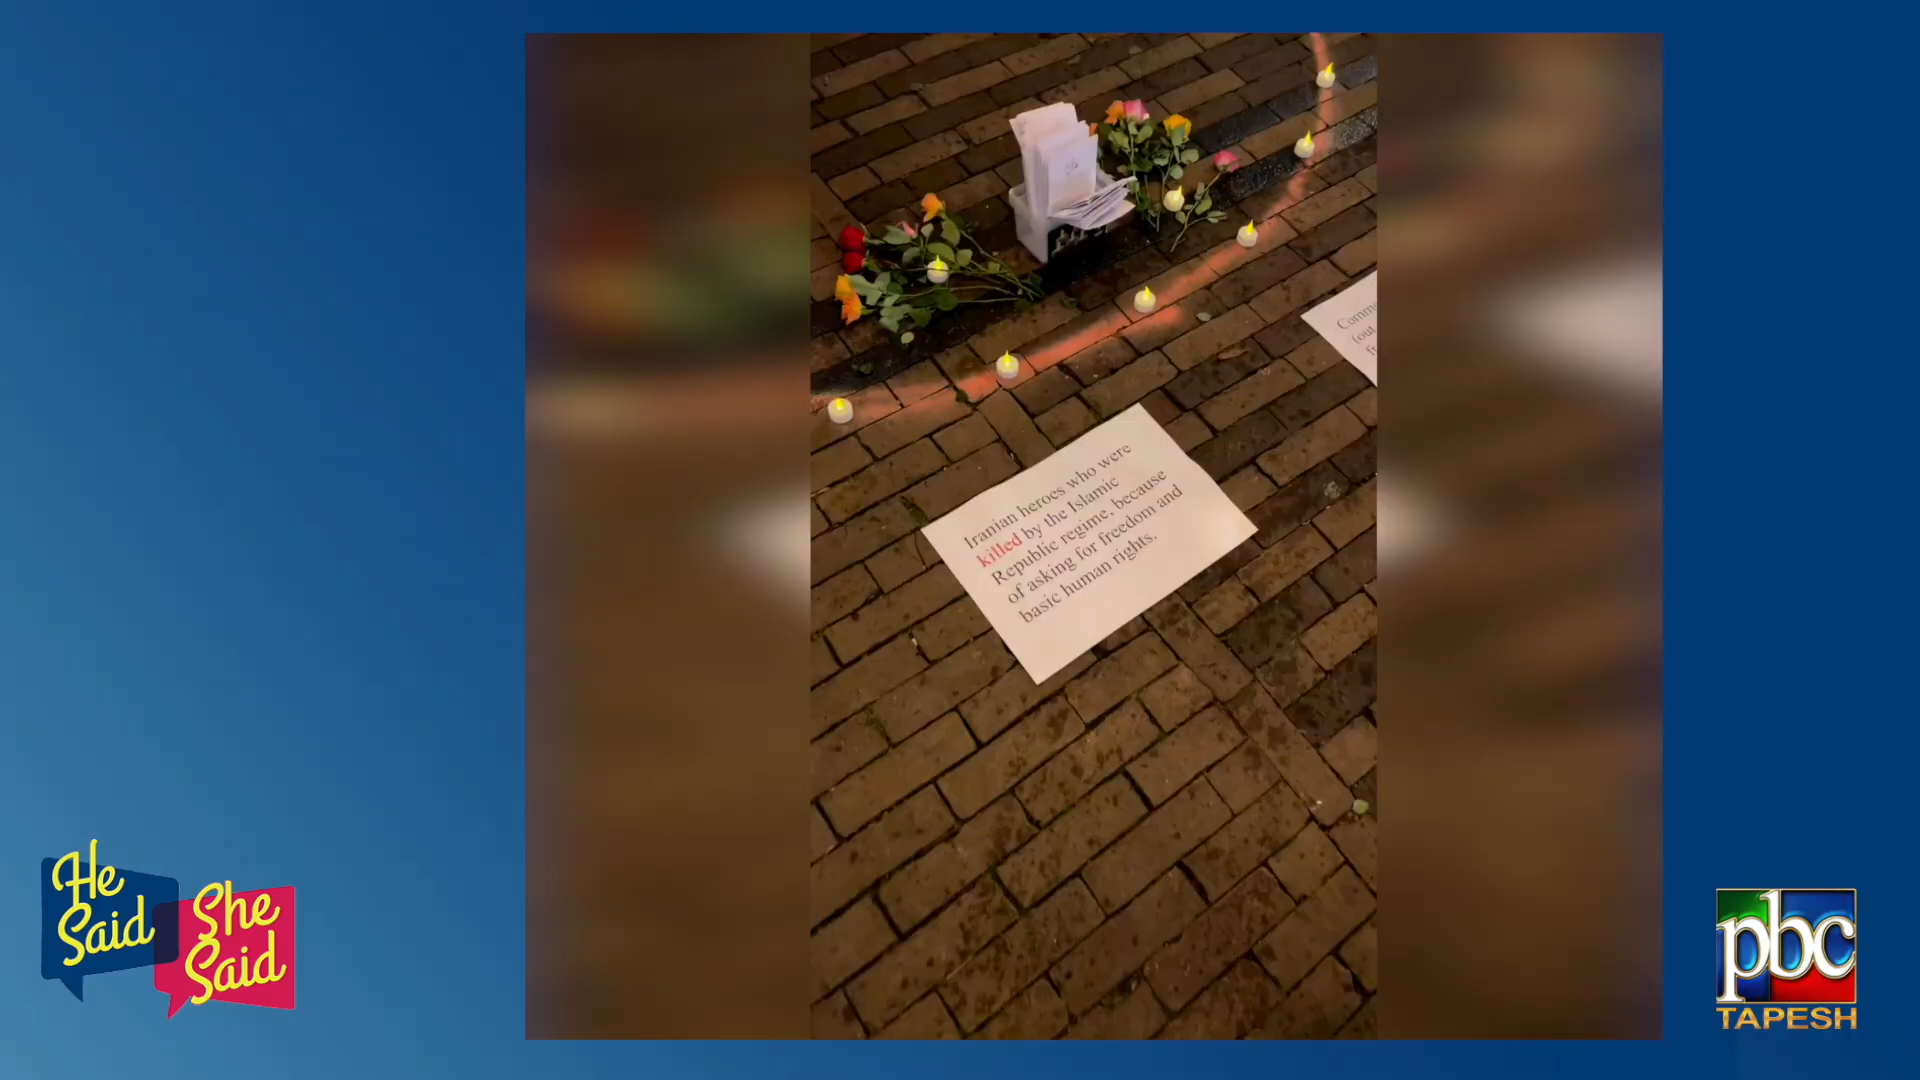 Iranian heroes who were
killed by the Islamic
Republic regime, because
of asking for freedom and
basic human rights.
(out
He
Said
She
Said
pbc
TAPESH